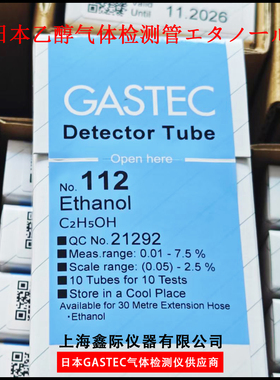 日本乙醇气体检测管エタノール
Until 11.2026
GASTEC
Detector Tube
Open here
No. 112
Ethanol
C₂H₅OH
■QC No.21292
■Meas.range: 0.01 - 7.5 %
■Scale range: (0.05) - 2.5 %
■10 Tubes for 10 Tests
■Store in a Cool Place
Available for 30 Metre Extension Hose
・Ethanol
上海鑫际仪器有限公司
日本GASTEC气体检测仪供应商